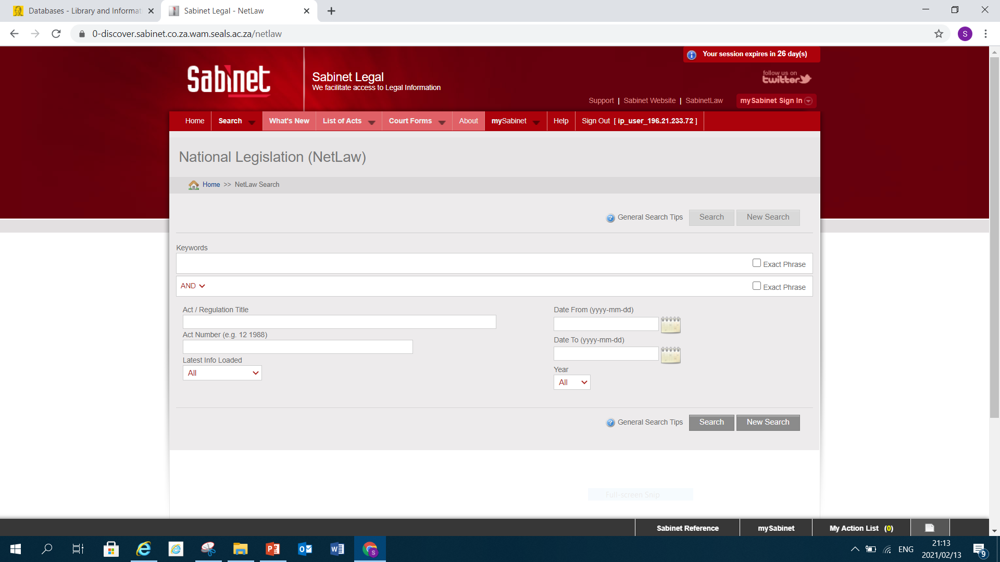 Databases - Library and Informat
Sabinet Legal - NetLaw
0-discover.sabinet.co.za.wam.seals.ac.za/netlaw
S
Your session expires in 26 day(s)
Sabinet
Sabinet Legal
We facilitate access to Legal Information
follow us on
twitter
Support | Sabinet Website | SabinetLaw
mySabinet Sign In
Home
Search
What's New
List of Acts
Court Forms
About
mySabinet
Help
Sign Out [ ip_user_196.21.233.72 ]
National Legislation (NetLaw)
Home >> NetLaw Search
General Search Tips
Search
New Search
Keywords
Exact Phrase
AND
Exact Phrase
Act / Regulation Title
Date From (yyyy-mm-dd)
Act Number (e.g. 12 1988)
Date To (yyyy-mm-dd)
Latest Info Loaded
All
Year
All
General Search Tips
Search
New Search
Full-screen Snip
Sabinet Reference
mySabinet
My Action List (0)
ENG
21:13
2021/02/13
9